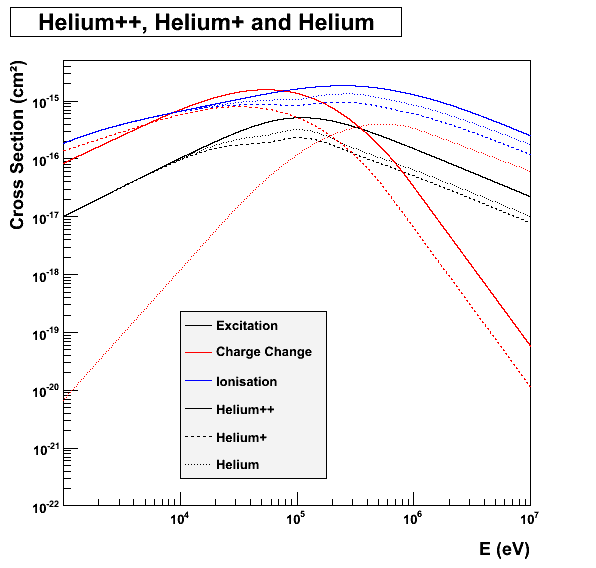 Helium++, Helium+ and Helium
Cross Section (cm²)
10⁻¹⁵
10⁻¹⁶
10⁻¹⁷
10⁻¹⁸
10⁻¹⁹
10⁻²⁰
10⁻²¹
10⁻²²
Excitation
Charge Change
Ionisation
Helium++
Helium+
Helium
10⁴ 10⁵ 10⁶ 10⁷
E (eV)